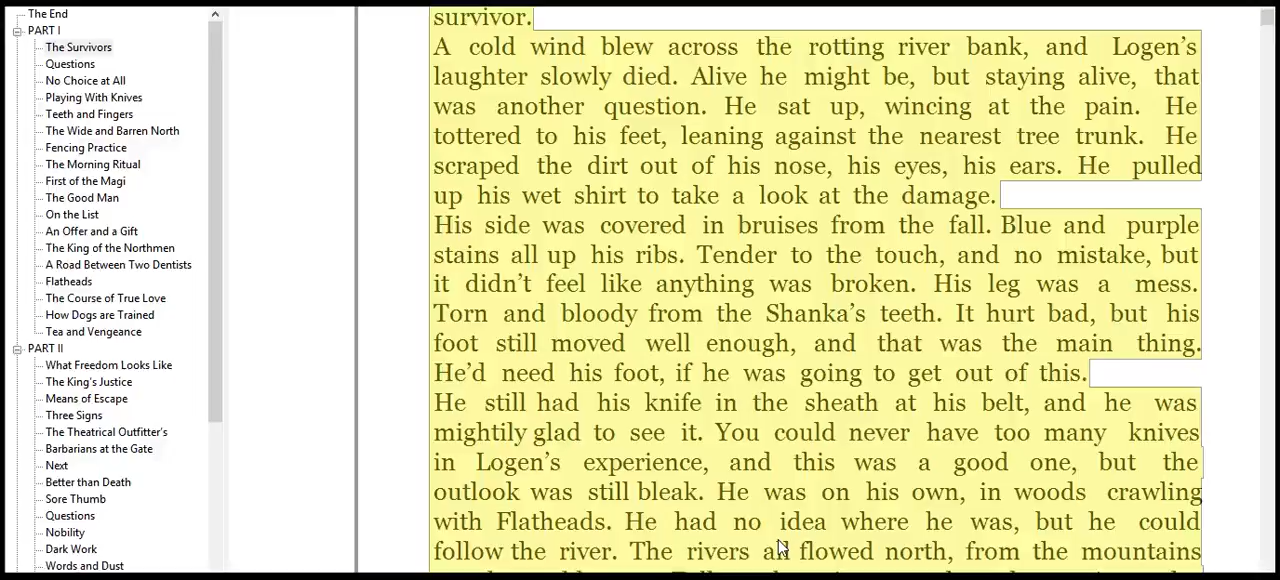 The End
PART I
The Survivors
Questions
No Choice at All
Playing With Knives
Teeth and Fingers
The Wide and Barren North
Fencing Practice
The Morning Ritual
First of the Magi
The Good Man
On the List
An Offer and a Gift
The King of the Northmen
A Road Between Two Dentists
Flatheads
The Course of True Love
How Dogs are Trained
Tea and Vengeance
PART II
What Freedom Looks Like
The King's Justice
Means of Escape
Three Signs
The Theatrical Outfitter's
Barbarians at the Gate
Next
Better than Death
Sore Thumb
Questions
Nobility
Dark Work
Words and Dust
survivor.
A cold wind blew across the rotting river bank, and Logen’s
laughter slowly died. Alive he might be, but staying alive, that
was another question. He sat up, wincing at the pain. He
tottered to his feet, leaning against the nearest tree trunk. He
scraped the dirt out of his nose, his eyes, his ears. He pulled
up his wet shirt to take a look at the damage.
His side was covered in bruises from the fall. Blue and purple
stains all up his ribs. Tender to the touch, and no mistake, but
it didn’t feel like anything was broken. His leg was a mess.
Torn and bloody from the Shanka’s teeth. It hurt bad, but his
foot still moved well enough, and that was the main thing.
He’d need his foot, if he was going to get out of this.
He still had his knife in the sheath at his belt, and he was
mightily glad to see it. You could never have too many knives
in Logen’s experience, and this was a good one, but the
outlook was still bleak. He was on his own, in woods crawling
with Flatheads. He had no idea where he was, but he could
follow the river. The rivers all flowed north, from the mountains